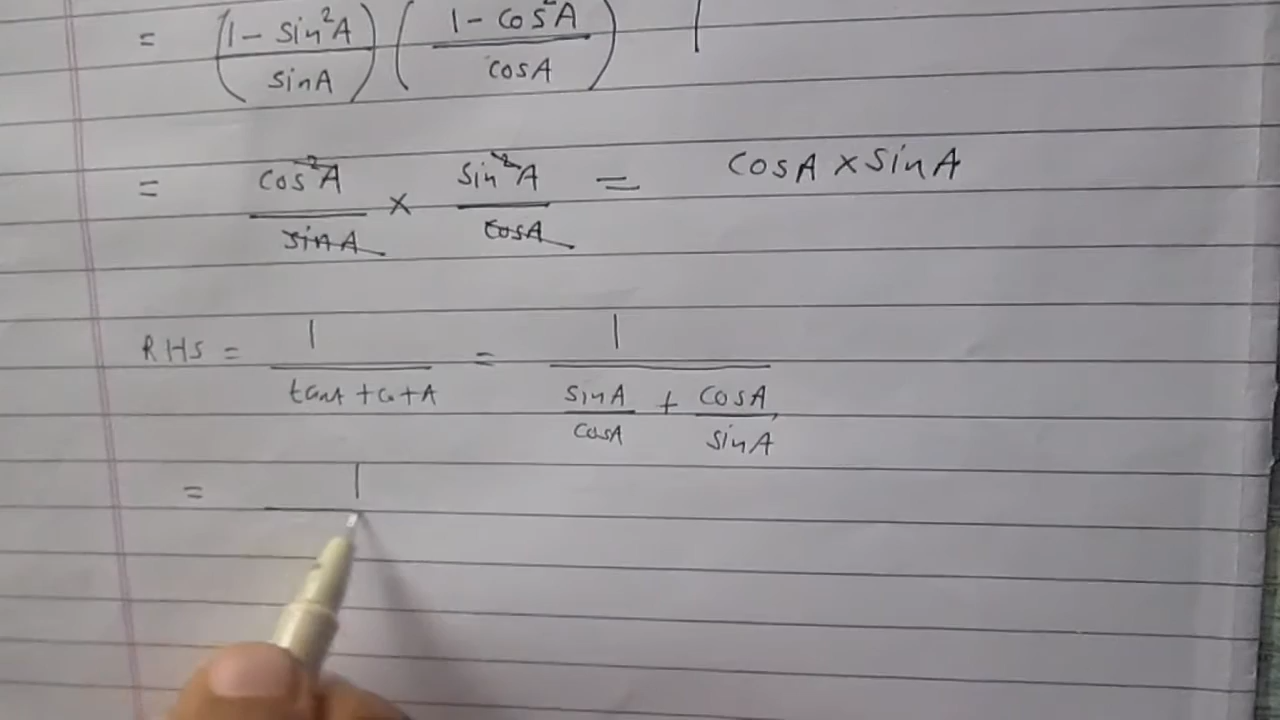 = (1 - sin²A / sinA) (1 - cos²A / cosA)
= cos²A / sinA × sin²A / cosA = cosA × sinA
RHS = 1 / tanA + cotA = 1 / sinA / cosA + cosA / sinA
= 1